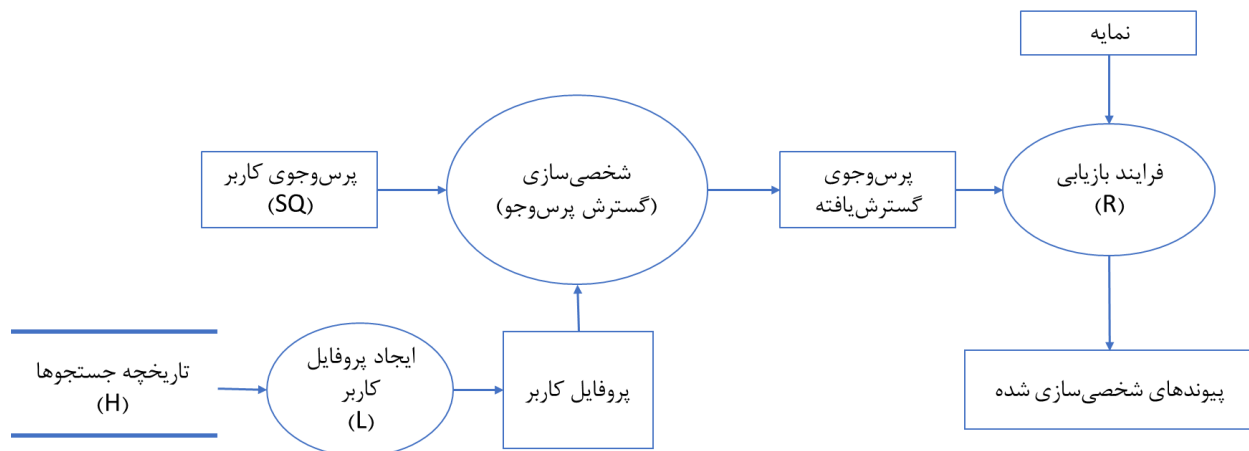 نمایه
پرس‌وجوی کاربر
(SQ)
شخصی‌سازی
(گسترش پرس‌وجو)
پرس‌وجوی
گسترش‌یافته
فرایند بازیابی
(R)
تاریخچه جستجوها
(H)
ایجاد پروفایل
کاربر
(L)
پروفایل کاربر
پیوندهای شخصی‌سازی شده